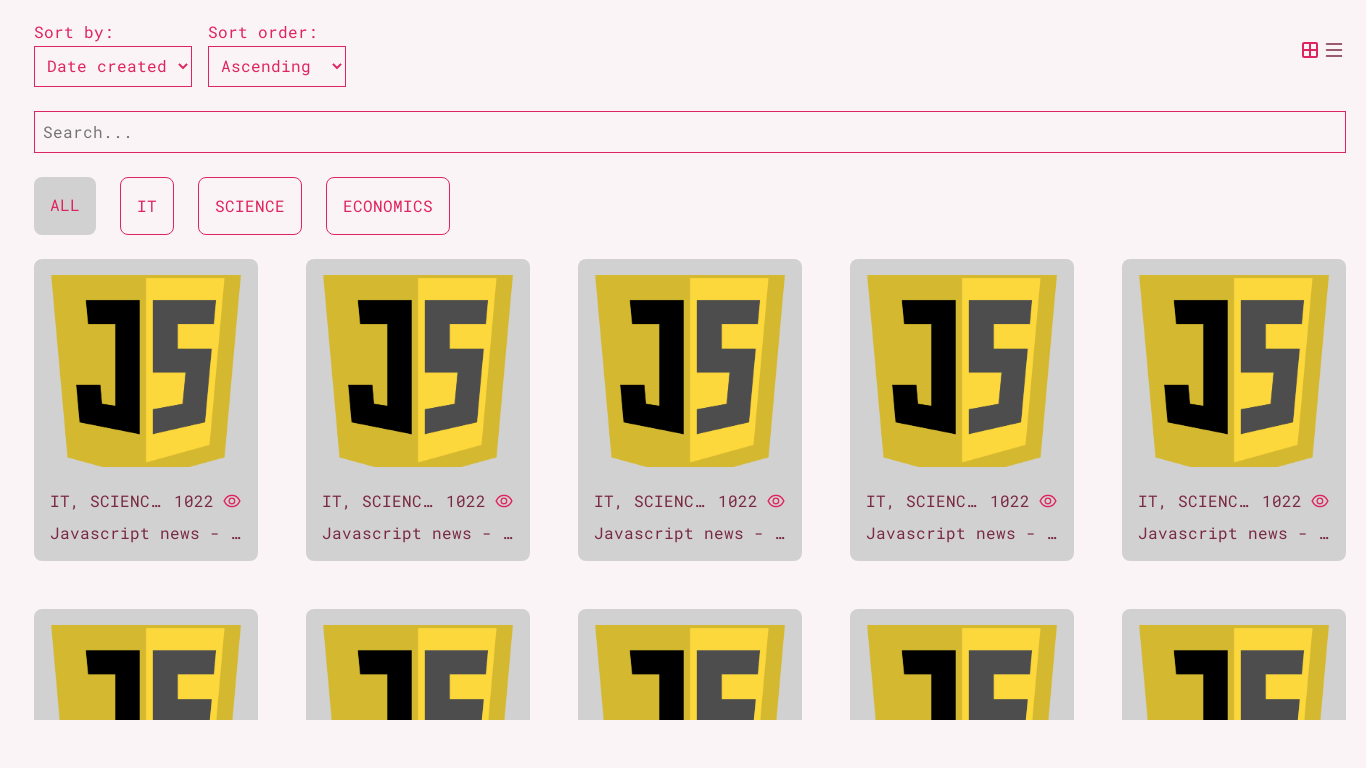 Sort by: Sort order:
Date created Ascending
Search...
ALL IT SCIENCE ECONOMICS
JS JS JS JS JS
IT, SCIENC… 1022 IT, SCIENC… 1022 IT, SCIENC… 1022 IT, SCIENC… 1022 IT, SCIENC… 1022
Javascript news - … Javascript news - … Javascript news - … Javascript news - … Javascript news - …
JS JS JS JS JS